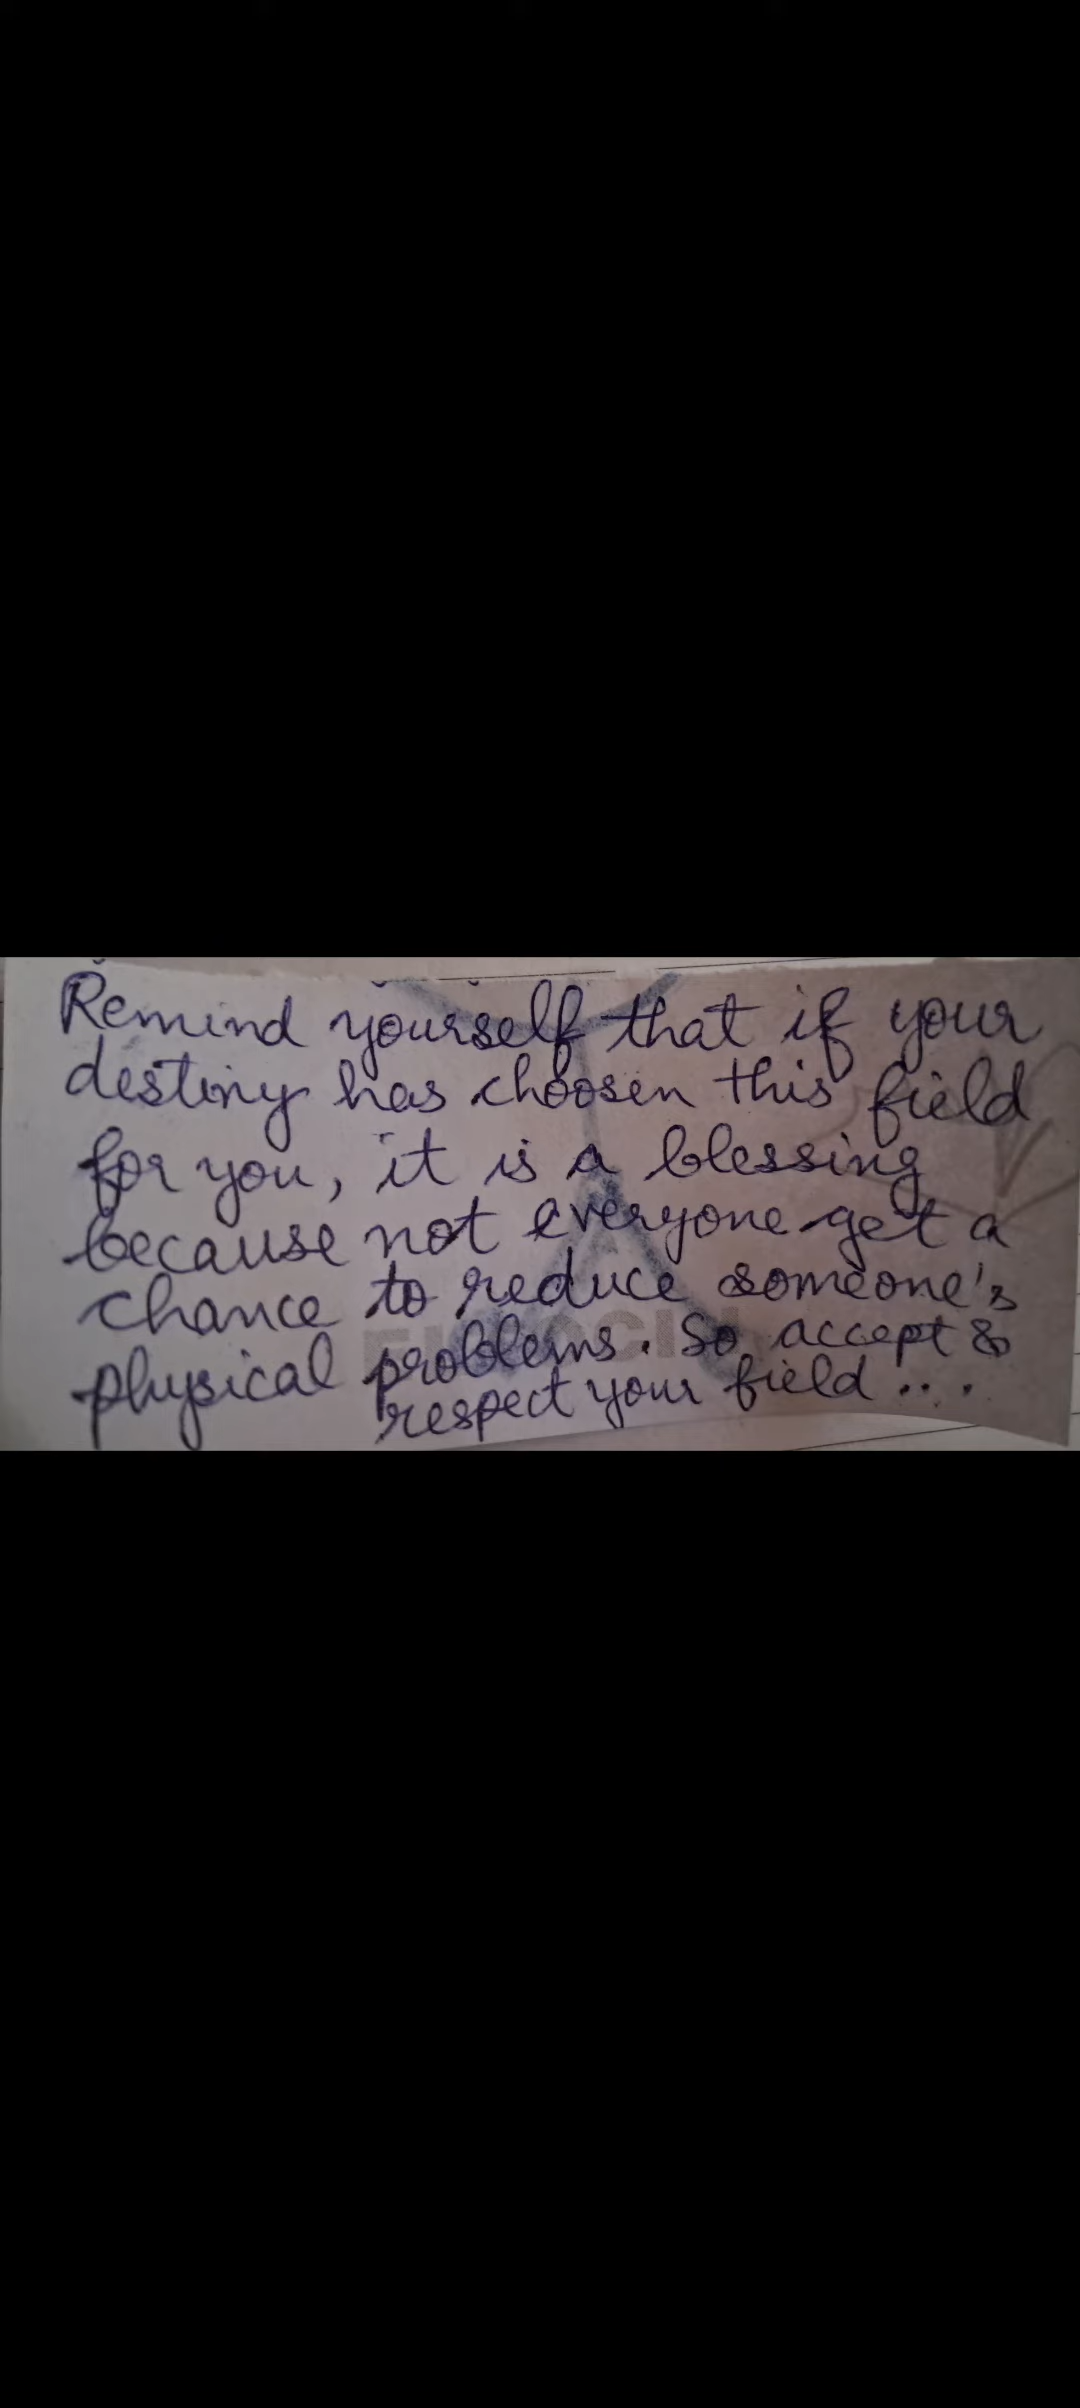 Remind yourself that if your
destiny has choosen this field
for you, it is a blessing
because not everyone get a
chance to reduce someone's
physical problems. So accept &
respect your field ...